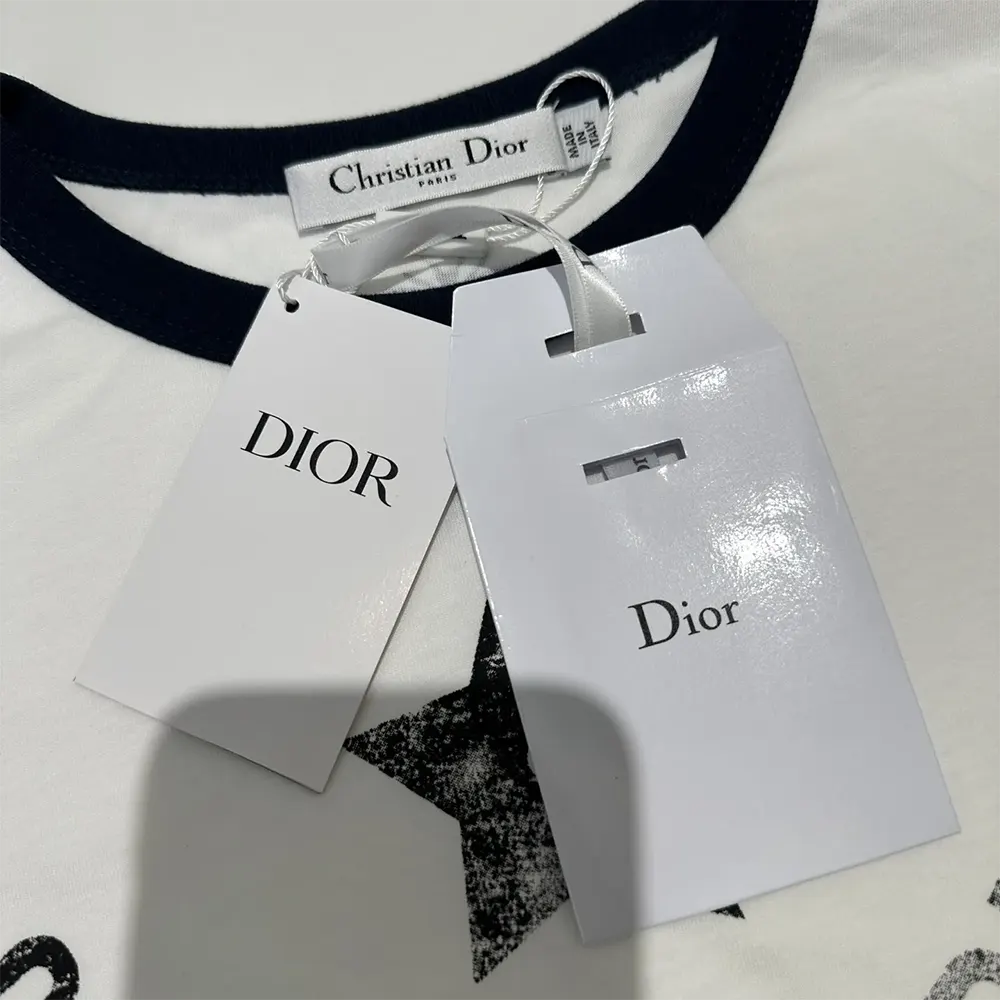 Christian Dior
PARIS
MADE
IN
ITALY
DIOR
Dior